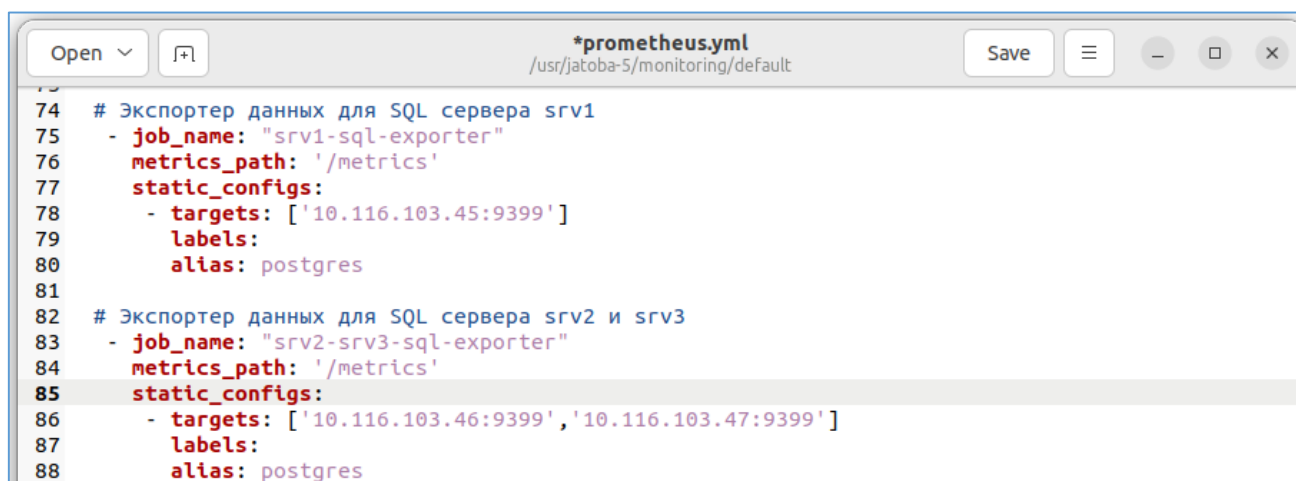 Open
*prometheus.yml
/usr/jatoba-5/monitoring/default
Save
74 # Экспортер данных для SQL сервера srv1
75 - job_name: "srv1-sql-exporter"
76 metrics_path: '/metrics'
77 static_configs:
78 - targets: ['10.116.103.45:9399']
79 labels:
80 alias: postgres
81
82 # Экспортер данных для SQL сервера srv2 и srv3
83 - job_name: "srv2-srv3-sql-exporter"
84 metrics_path: '/metrics'
85 static_configs:
86 - targets: ['10.116.103.46:9399','10.116.103.47:9399']
87 labels:
88 alias: postgres